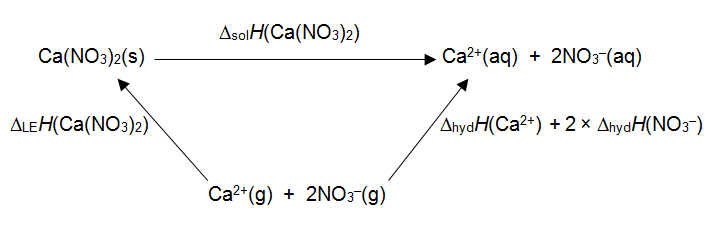 ΔsolH(Ca(NO3)2)
Ca(NO3)2(s) Ca2+(aq) + 2NO3–(aq)
ΔLEH(Ca(NO3)2) ΔhydH(Ca2+) + 2 × ΔhydH(NO3–)
Ca2+(g) + 2NO3–(g)